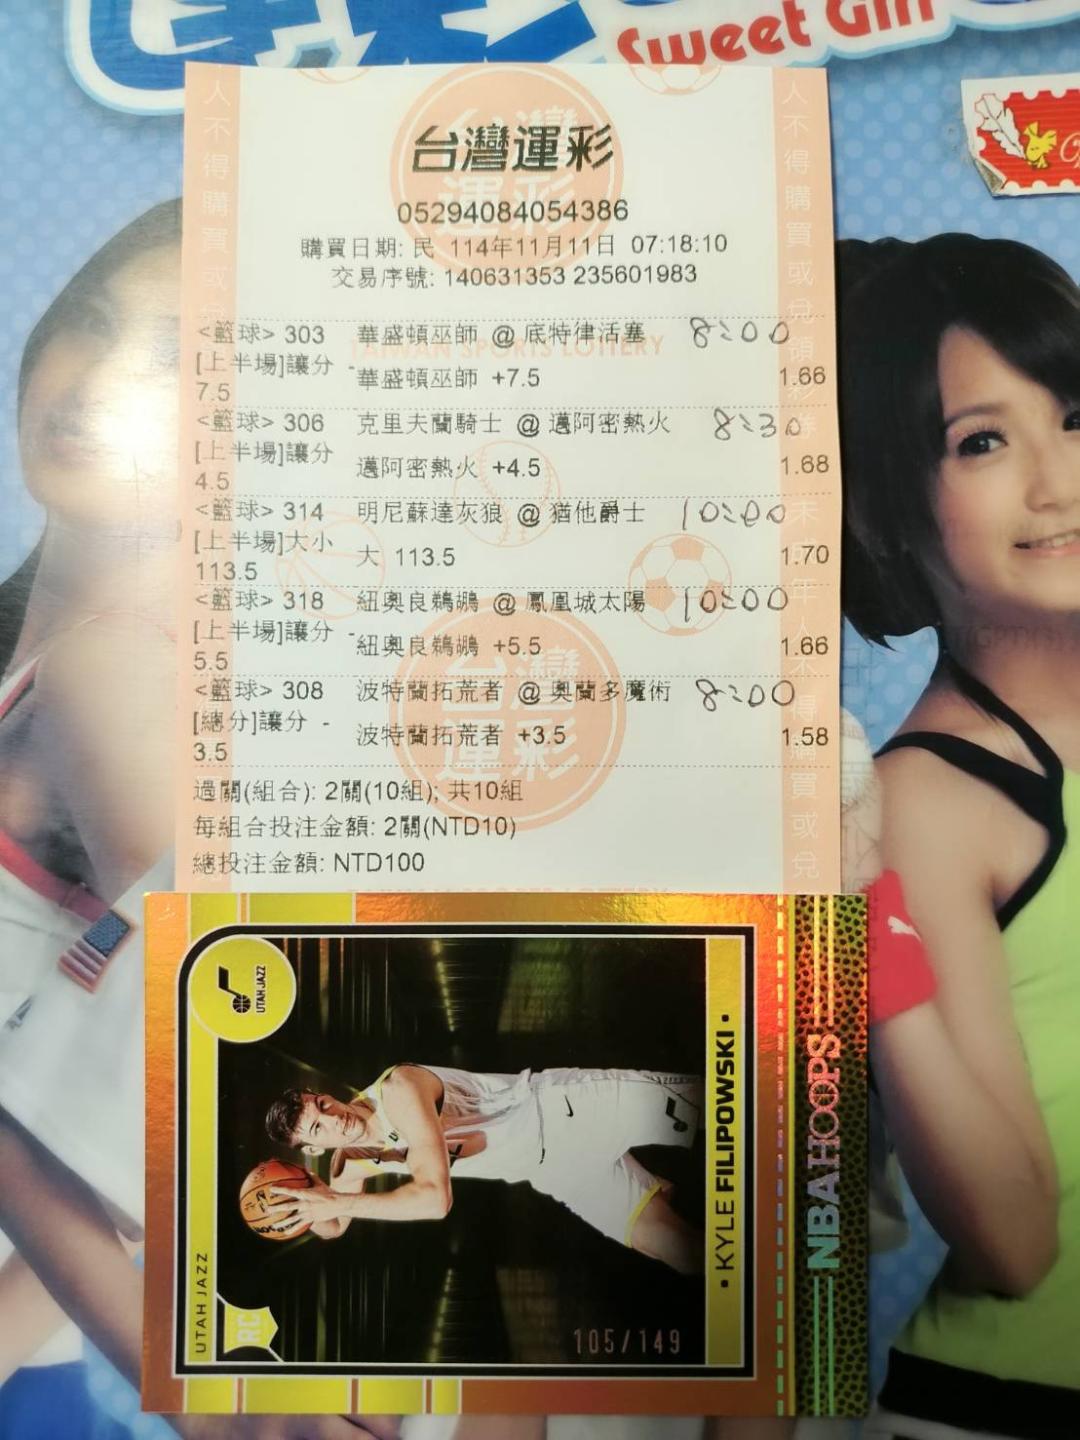 Sweet Girl
台灣運彩
05294084054386
購買日期: 民 114年11月11日 07:18:10
交易序號: 140631353 235601983
<籃球> 303 華盛頓巫師 @ 底特律活塞 8:00
TAIWAN SPORTS LOTTERY
[上半場]讓分 -
7.5
華盛頓巫師 +7.5 1.66
<籃球> 306 克里夫蘭騎士 @ 邁阿密熱火 8:30
[上半場]讓分
4.5
邁阿密熱火 +4.5 1.68
<籃球> 314 明尼蘇達灰狼 @ 猶他爵士 10:00
[上半場]大小
113.5
大 113.5 1.70
<籃球> 318 紐奧良鵜鶘 @ 鳳凰城太陽 10:00
[上半場]讓分 -
5.5
紐奧良鵜鶘 +5.5 1.66
<籃球> 308 波特蘭拓荒者 @ 奧蘭多魔術 8:00
[總分]讓分 -
3.5
波特蘭拓荒者 +3.5 1.58
過關(組合): 2關(10組); 共10組
每組合投注金額: 2關(NTD10)
總投注金額: NTD100
UTAH JAZZ
UTAH JAZZ
RC
105/149
• KYLE FILIPOWSKI •
NBA HOOPS